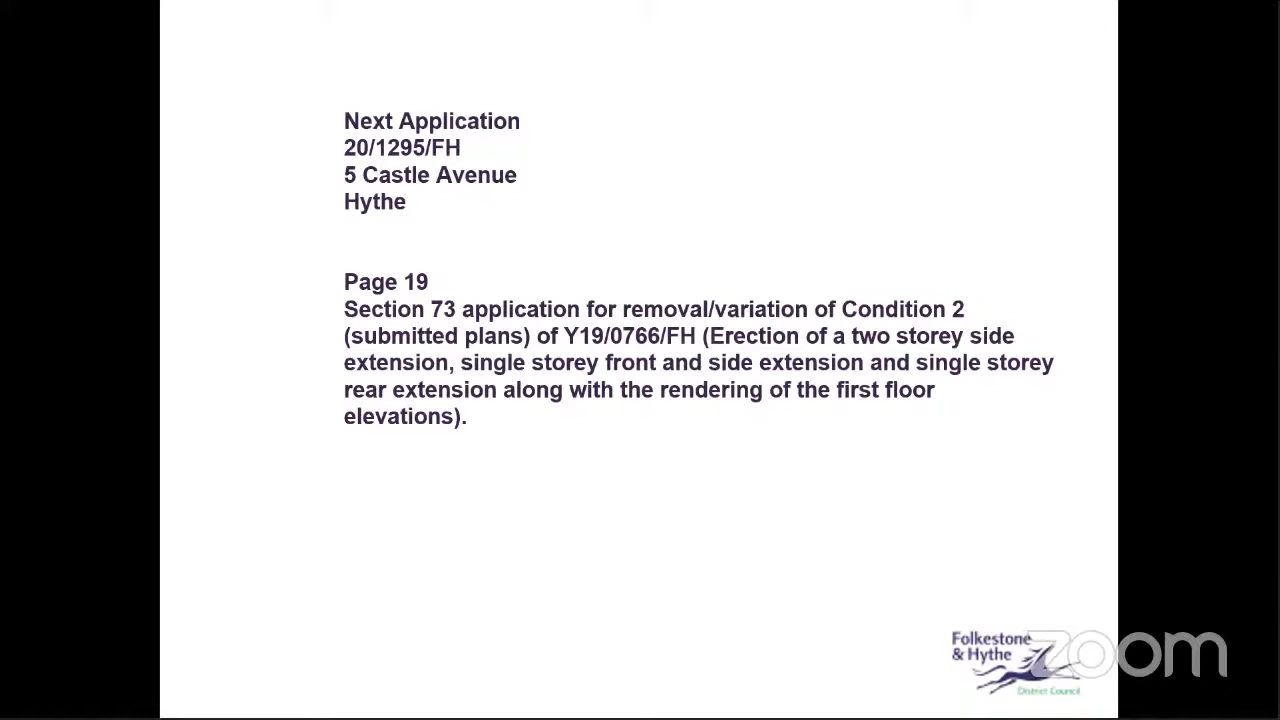 Next Application
20/1295/FH
5 Castle Avenue
Hythe
Page 19
Section 73 application for removal/variation of Condition 2
(submitted plans) of Y19/0766/FH (Erection of a two storey side
extension, single storey front and side extension and single storey
rear extension along with the rendering of the first floor
elevations).
Folkestone
& Hythe
District Council
zoom